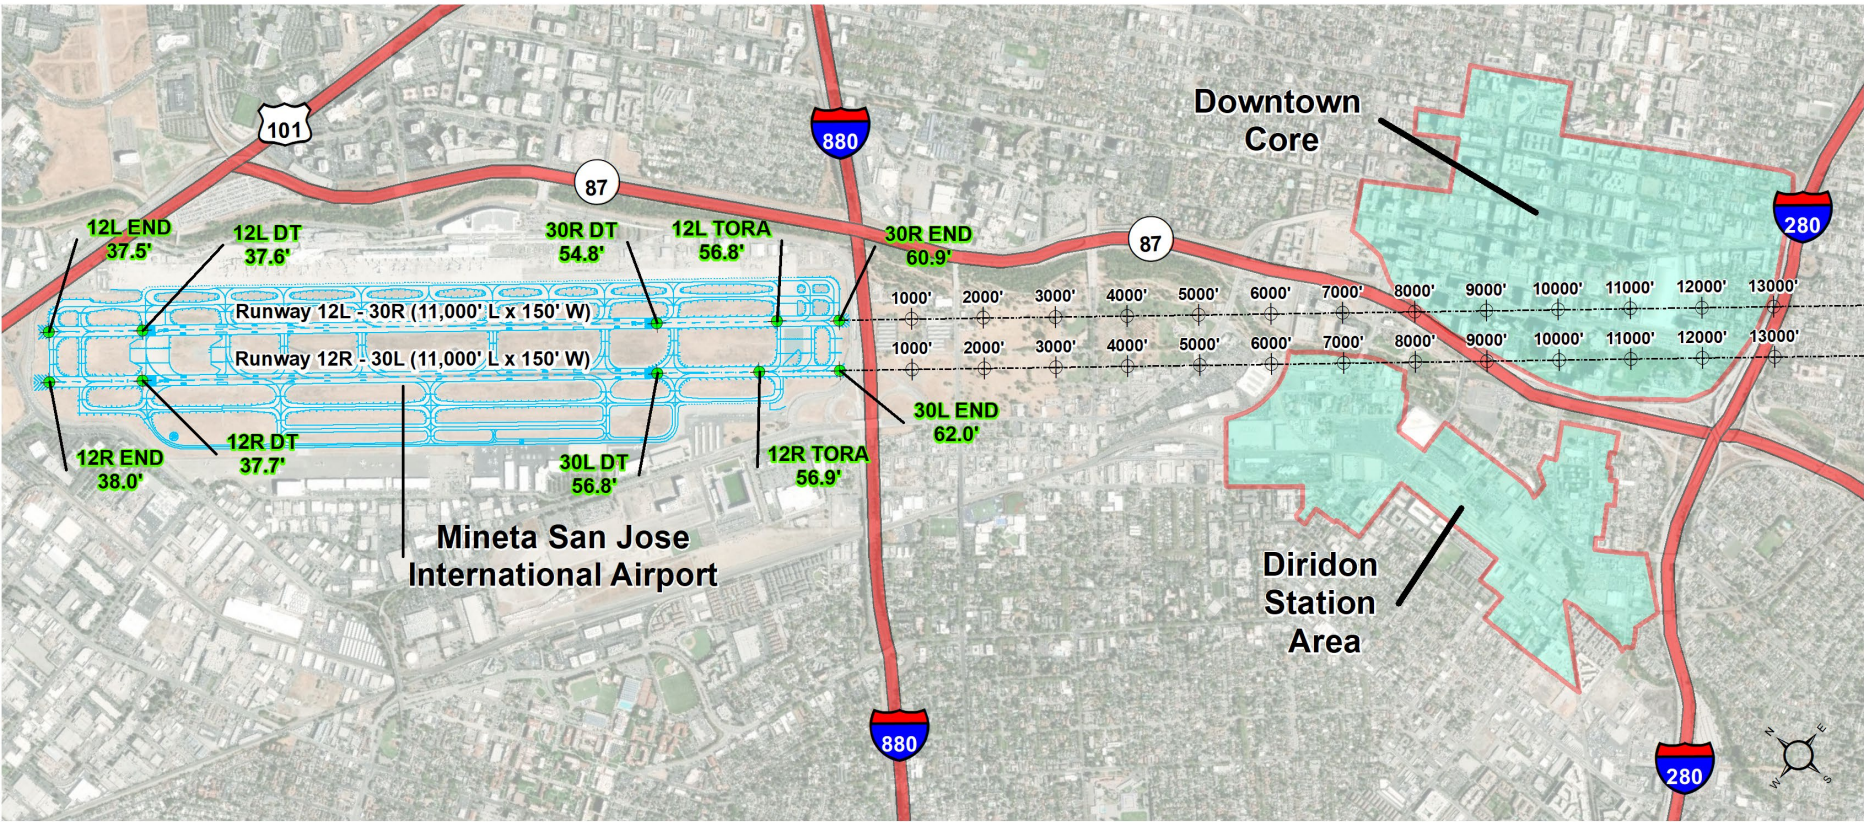 Downtown
Core
101
880
87
280
12L END
37.5'
12L DT
37.6'
30R DT
54.8'
12L TORA
56.8'
30R END
60.9'
87
1000' 2000' 3000' 4000' 5000' 6000' 7000' 8000' 9000' 10000' 11000' 12000' 13000'
Runway 12L - 30R (11,000' L x 150' W)
1000' 2000' 3000' 4000' 5000' 6000' 7000' 8000' 9000' 10000' 11000' 12000' 13000'
Runway 12R - 30L (11,000' L x 150' W)
12R END
38.0'
12R DT
37.7'
30L DT
56.8'
12R TORA
56.9'
30L END
62.0'
Mineta San Jose
International Airport
Diridon
Station
Area
880
280
N
E
W
S